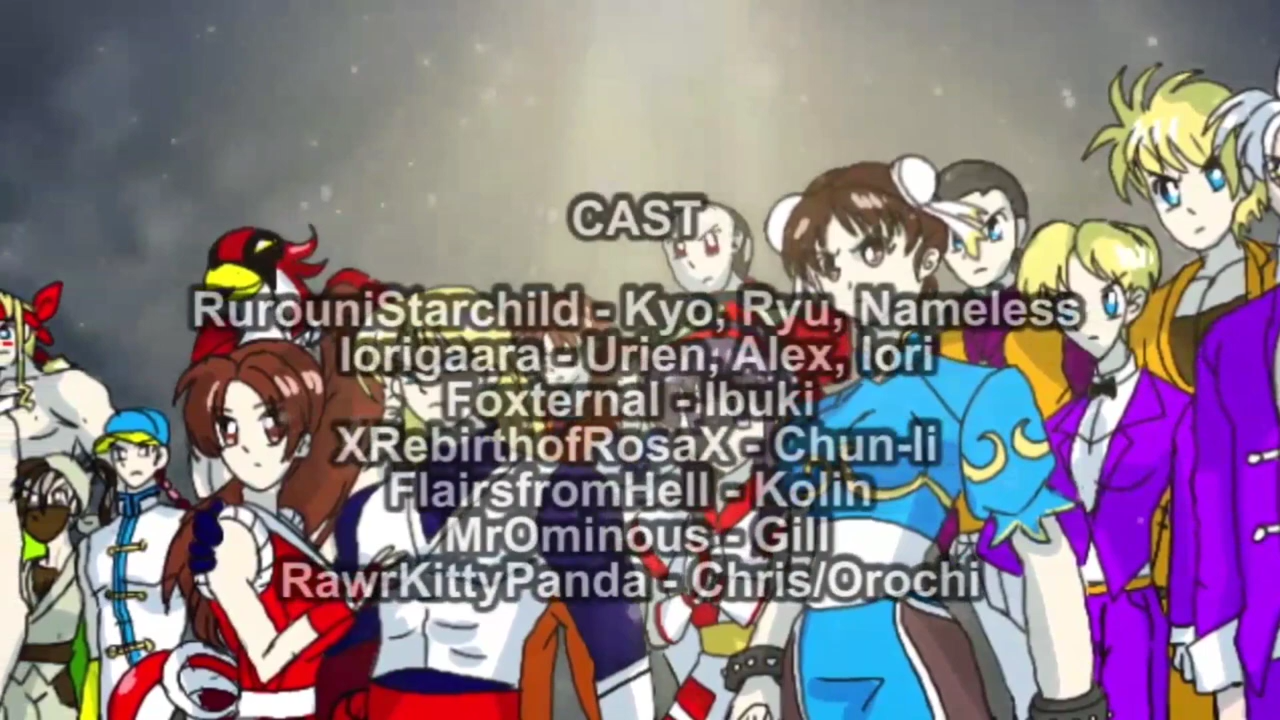 CAST
RurouniStarchild - Kyo, Ryu, Nameless
Iorigaara - Urien, Alex, Iori
Foxternal - Ibuki
XRebirthofRosaX - Chun-li
FlairsfromHell - Kolin
MrOminous - Gill
RawrKittyPanda - Chris/Orochi